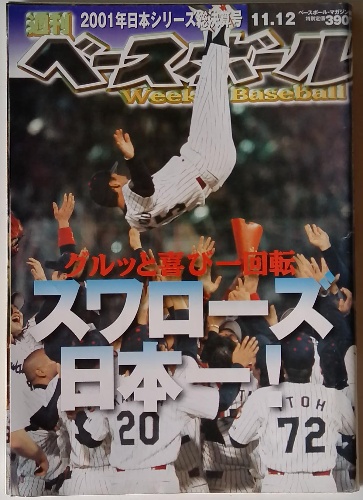 週刊
2001年日本シリーズ総決算号 11.12
ベースボール・マガジン
特別定価390
ベースボール
Weekly Baseball
グルッと喜び一回転
スワローズ
日本一!
20
ITOH
72